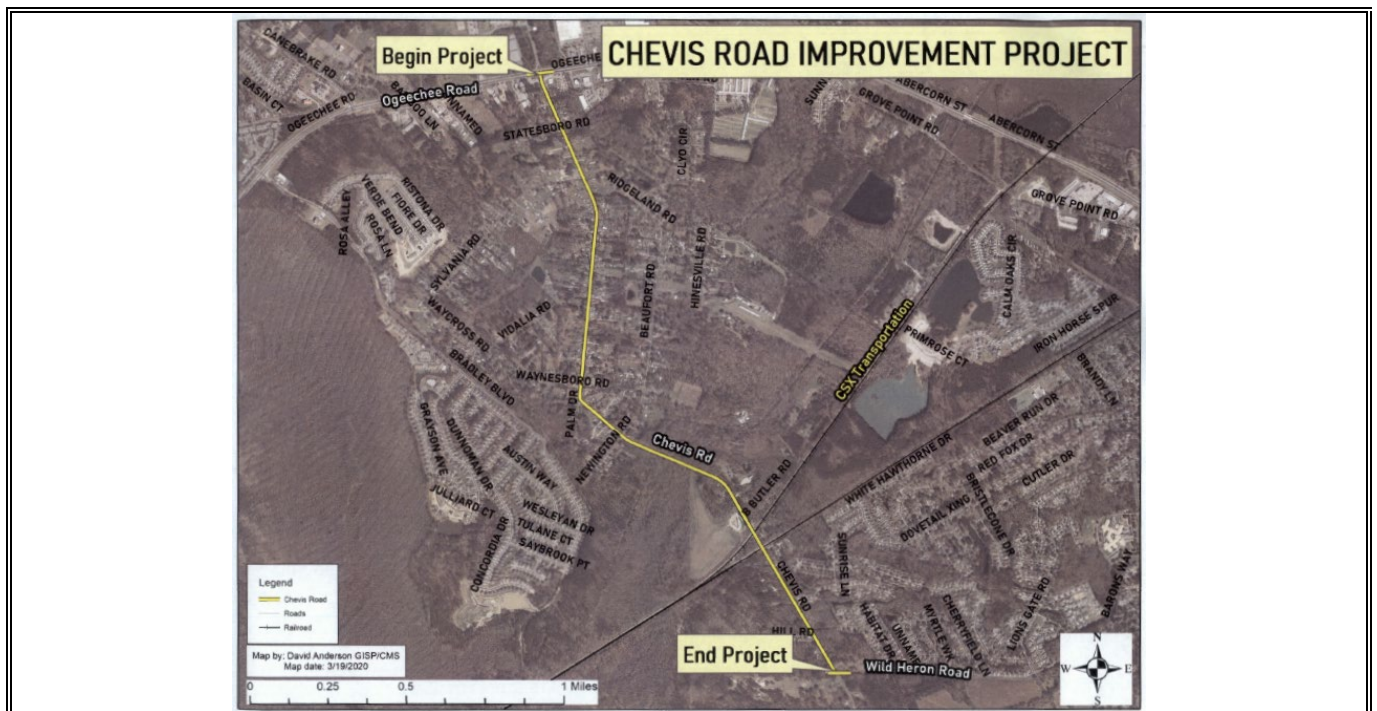 CHEVIS ROAD IMPROVEMENT PROJECT
Begin Project
CANEBRAKE RD
BASIN CT
OGEECHEE RD
Ogeechee Road
UNNAMED
STATESBORO RD
CLYO CIR
RIDGELAND RD
GROVE POINT RD
ABERCORN ST
ABERCORN ST
GROVE POINT RD
ROSA ALLEY
VERDE BEND
ROSA LN
FIORE DR
RISTONA DR
SYLVANIA RD
WAYCROSS RD
VIDALIA RD
BEAUFORT RD
HINESVILLE RD
CALM OAKS CIR
CSX Transportation
PRIMROSE CT
IRON HORSE SPUR
BRADLEY BLVD
WAYNESBORO RD
PALM DR
NEWINGTON RD
Chevis Rd
BRANDY LN
BEAVER RUN DR
RED FOX DR
CUTLER DR
WHITE HAWTHORNE DR
DOVETAIL XING
BRISTLECONE DR
GRAYSON AVE
DUNNOMAN DR
AUSTIN WAY
JULLIARD CT
WESLEYAN DR
TULANE CT
SAYBROOK PT
CONCORDIA DR
BUTLER RD
CHEVIS RD
SUNRISE LN
HABITAT DR
MYRTLEWK
CHERRYFIELD LN
LIONS GATE RD
BARONS WAY
HILL RD
End Project
Wild Heron Road
Legend
Chevis Road
Roads
Railroad
Map by: David Anderson GISP/CMS
Map date: 3/19/2020
0 0.25 0.5 1 Miles
N
W E
S